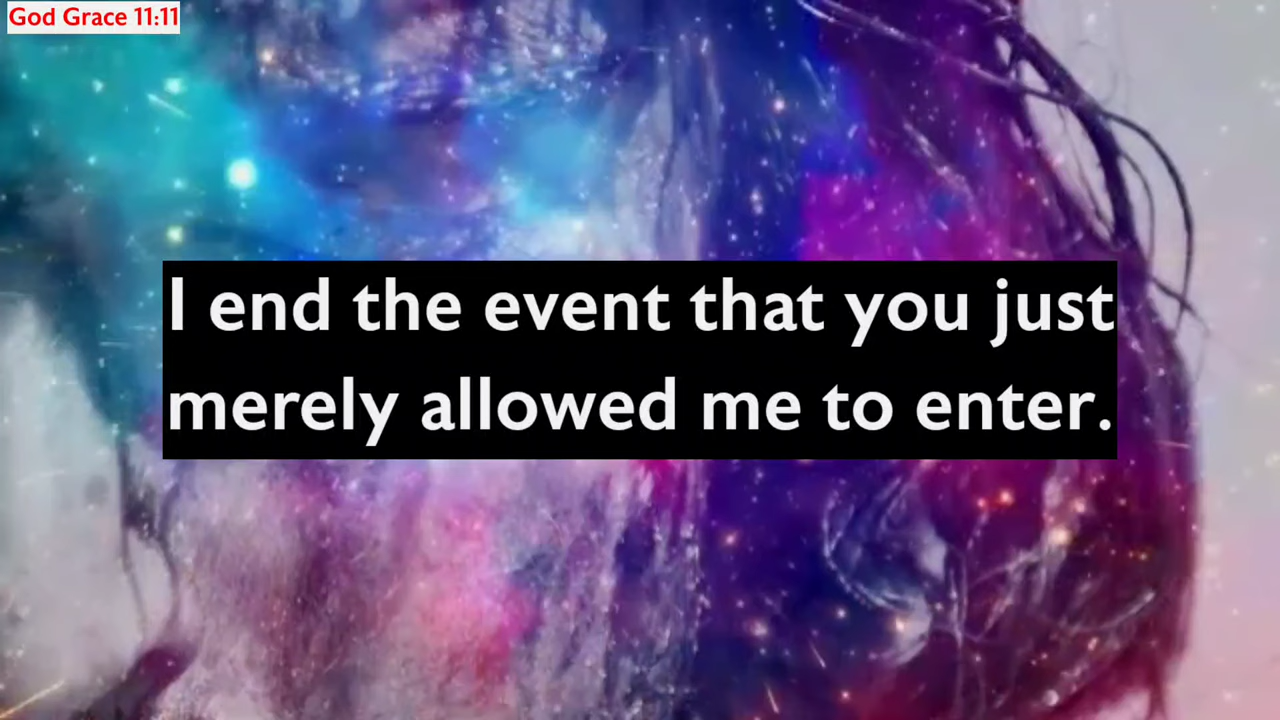 God Grace 11:11
I end the event that you just
merely allowed me to enter.